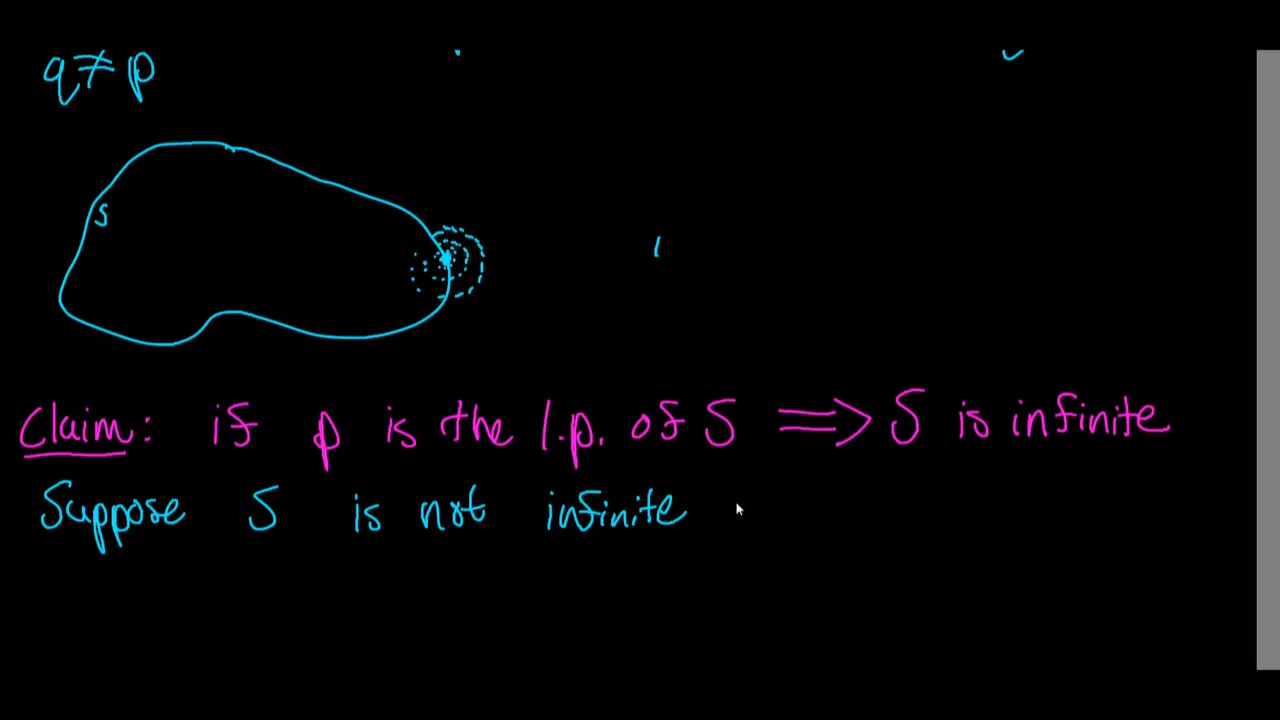 q ≠ p
S
Claim: if p is the l.p. of S ⟹ S is infinite
Suppose S is not infinite